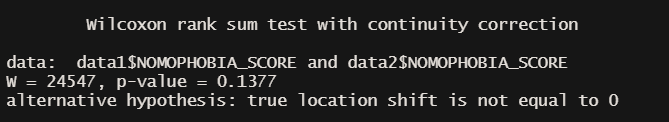 Wilcoxon rank sum test with continuity correction
data:  data1$NOMOPHOBIA_SCORE and data2$NOMOPHOBIA_SCORE
W = 24547, p-value = 0.1377
alternative hypothesis: true location shift is not equal to 0